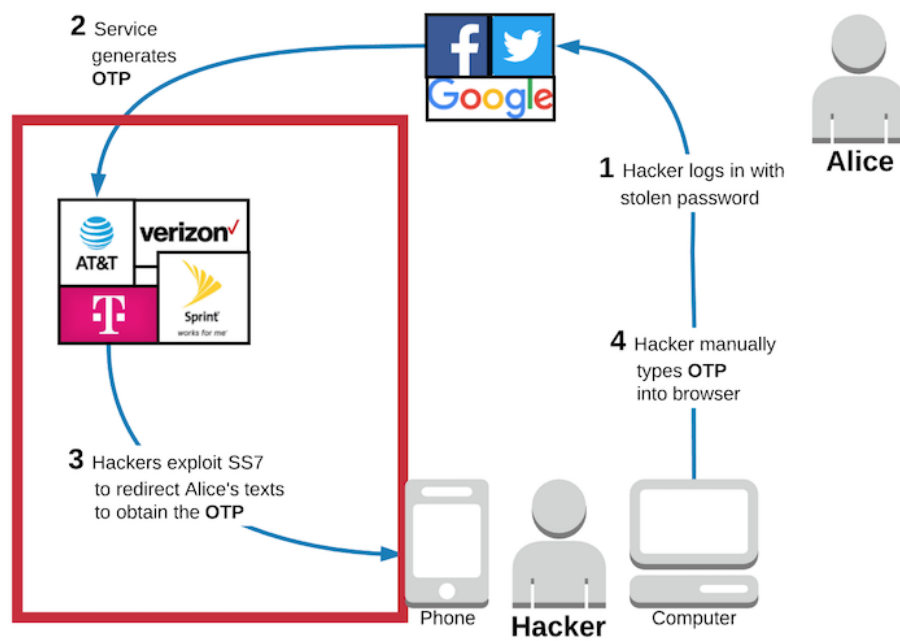 2 Service
generates
OTP
f
Google
Alice
1 Hacker logs in with
stolen password
AT&T
verizon✓
T
Sprint
works for me
4 Hacker manually
types OTP
into browser
3 Hackers exploit SS7
to redirect Alice's texts
to obtain the OTP
Phone
Hacker
Computer